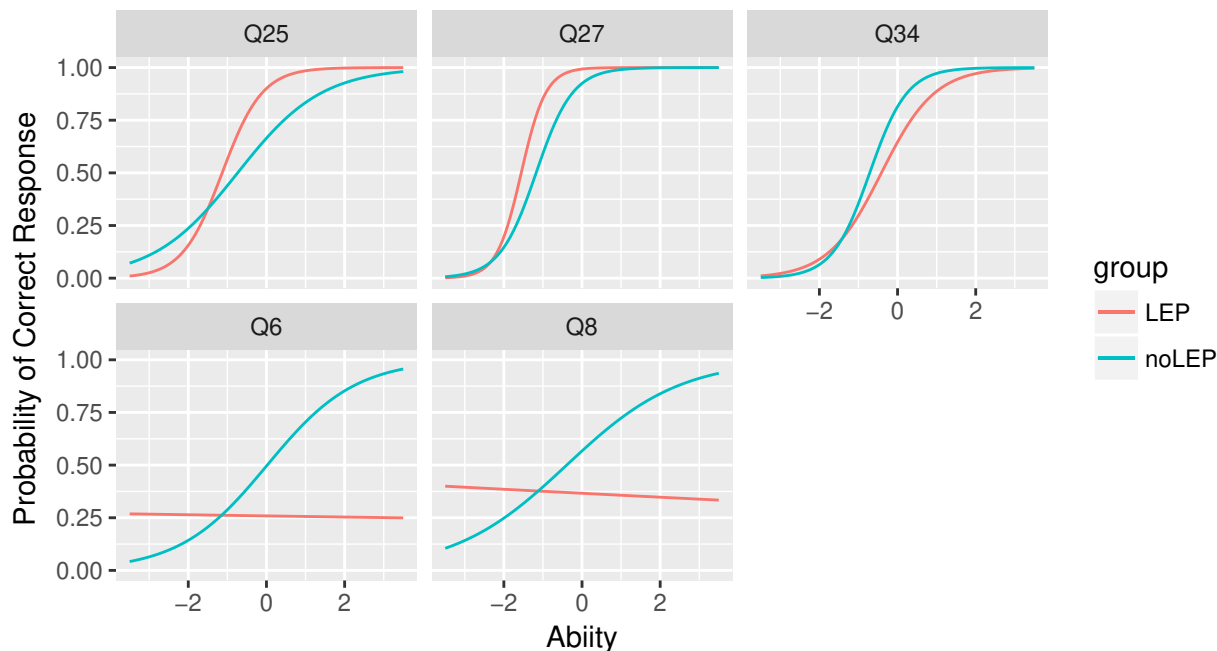 Q25 Q27 Q34
1.00
0.75
0.50
0.25
0.00
−2 0 2
Q6 Q8
1.00
0.75
0.50
0.25
0.00
−2 0 2 −2 0 2
Abiity
Probability of Correct Response
group
LEP
noLEP